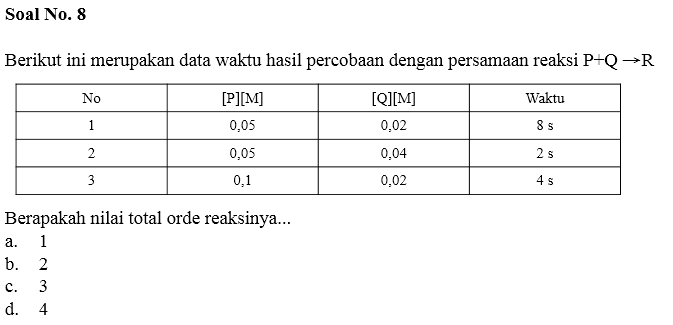 Soal No. 8
Berikut ini merupakan data waktu hasil percobaan dengan persamaan reaksi P+Q →R
No [P][M] [Q][M] Waktu
1 0,05 0,02 8 s
2 0,05 0,04 2 s
3 0,1 0,02 4 s
Berapakah nilai total orde reaksinya...
a. 1
b. 2
c. 3
d. 4